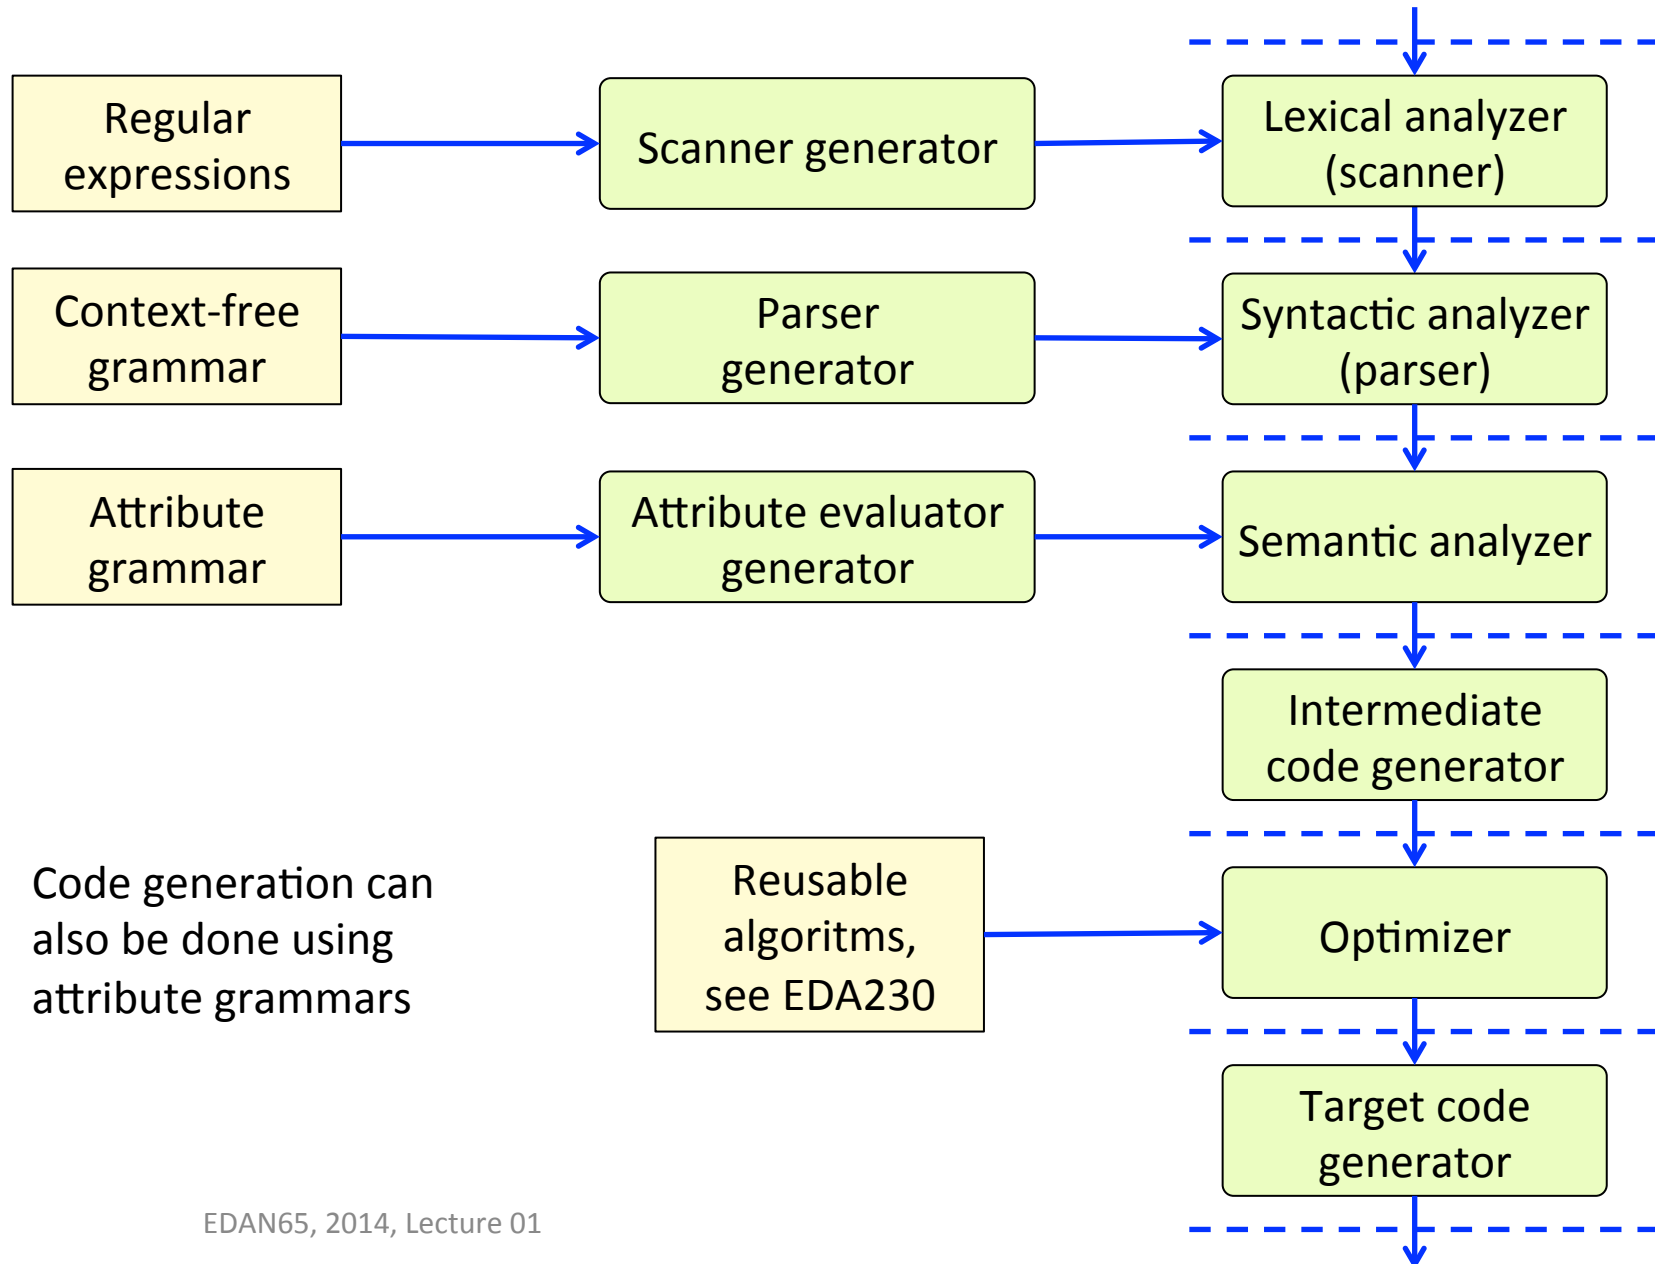 Regular
expressions
Scanner generator
Lexical analyzer
(scanner)
Context-free
grammar
Parser
generator
Syntactic analyzer
(parser)
Attribute
grammar
Attribute evaluator
generator
Semantic analyzer
Intermediate
code generator
Code generation can
also be done using
attribute grammars
Reusable
algoritms,
see EDA230
Optimizer
Target code
generator
EDAN65, 2014, Lecture 01